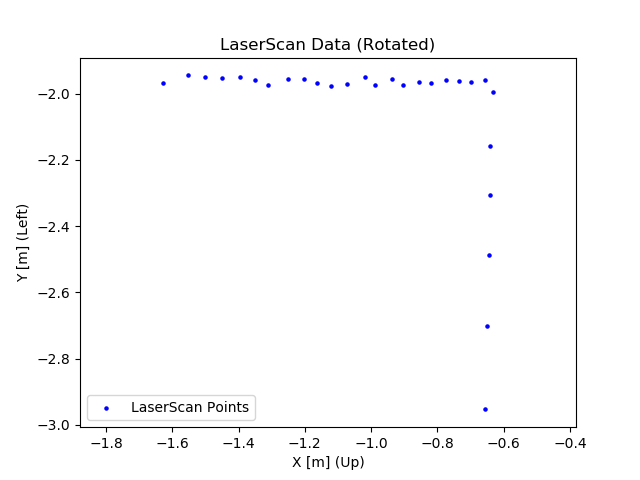 LaserScan Data (Rotated)
Y [m] (Left)
−2.0
−2.2
−2.4
−2.6
−2.8
−3.0
LaserScan Points
−1.8 −1.6 −1.4 −1.2 −1.0 −0.8 −0.6 −0.4
X [m] (Up)